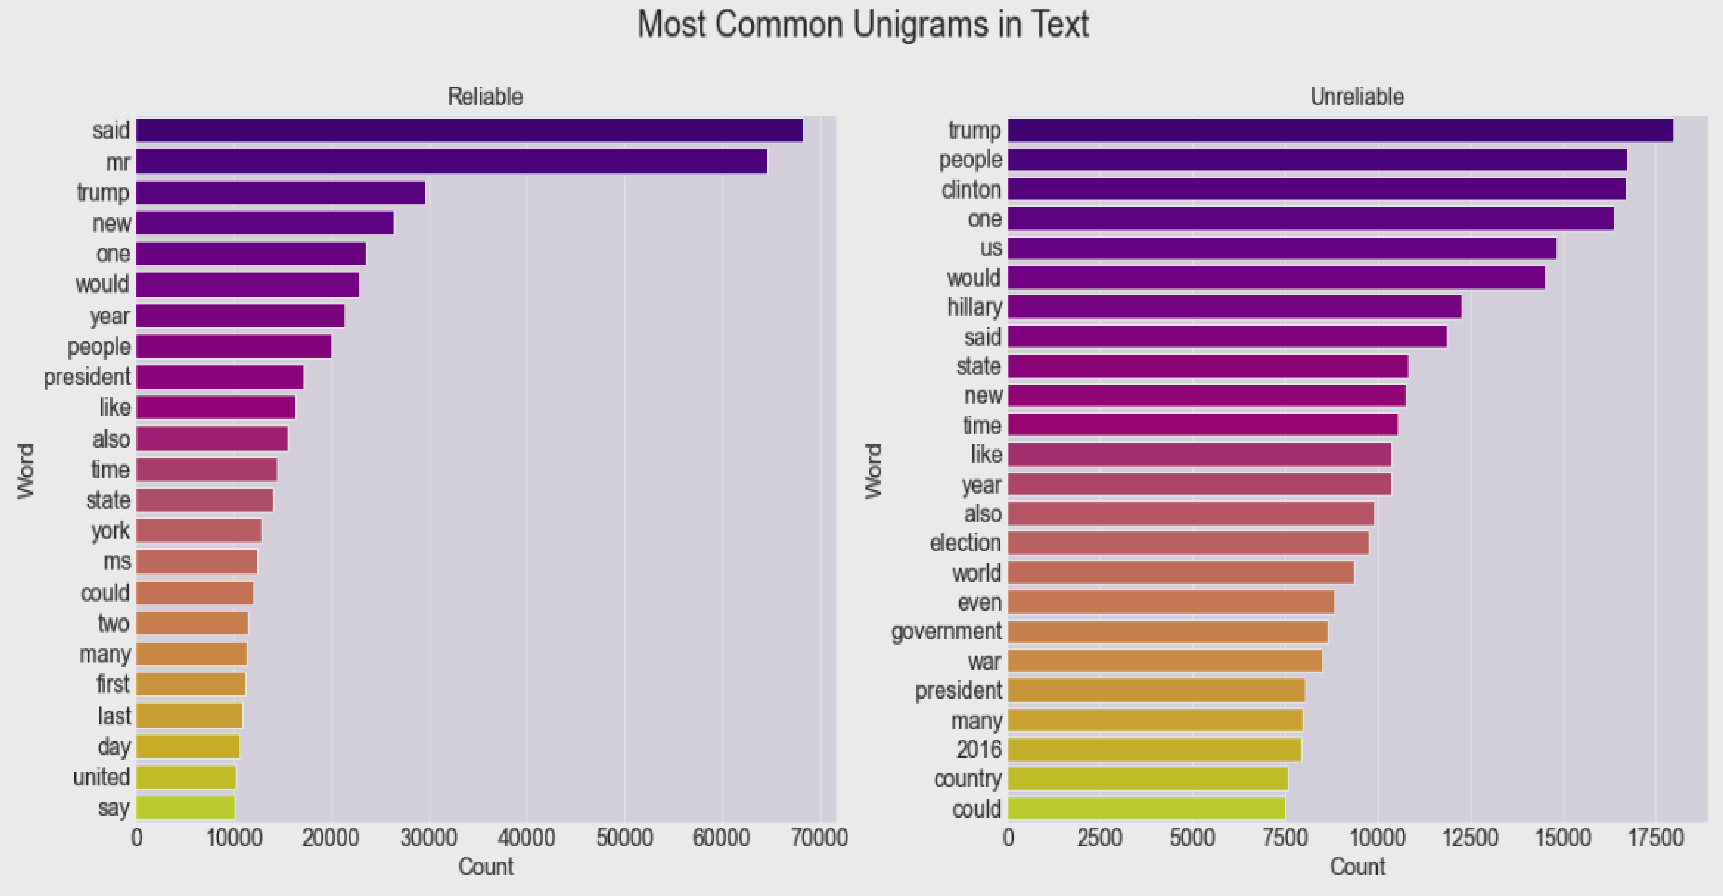 Most Common Unigrams in Text
Reliable
said
mr
trump
new
one
would
year
people
president
like
also
time
state
york
ms
could
two
many
first
last
day
united
say
Word
0 10000 20000 30000 40000 50000 60000 70000
Count
Unreliable
trump
people
clinton
one
us
would
hillary
said
state
new
time
like
year
also
election
world
even
government
war
president
many
2016
country
could
Word
0 2500 5000 7500 10000 12500 15000 17500
Count